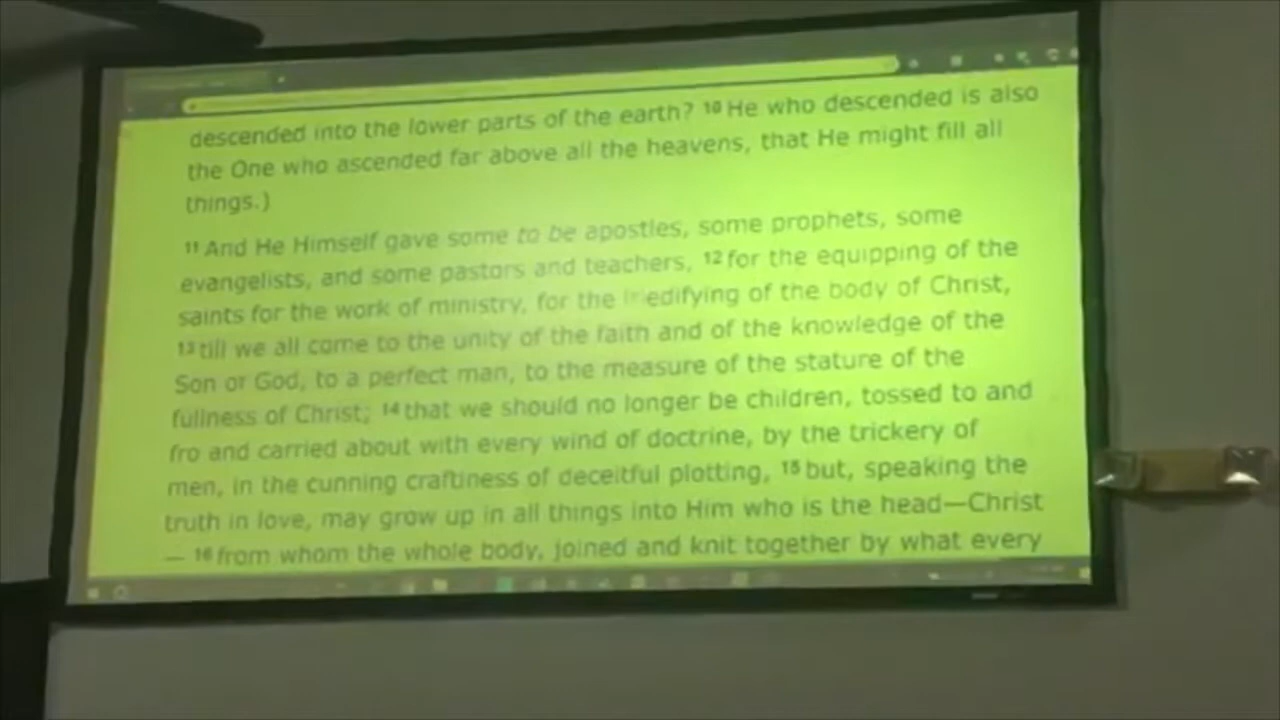 descended into the lower parts of the earth? 10 He who descended is also
the One who ascended far above all the heavens, that He might fill all
things.)
11 And He Himself gave some to be apostles, some prophets, some
evangelists, and some pastors and teachers, 12 for the equipping of the
saints for the work of ministry, for the edifying of the body of Christ,
13 till we all come to the unity of the faith and of the knowledge of the
Son of God, to a perfect man, to the measure of the stature of the
fullness of Christ; 14 that we should no longer be children, tossed to and
fro and carried about with every wind of doctrine, by the trickery of
men, in the cunning craftiness of deceitful plotting, 15 but, speaking the
truth in love, may grow up in all things into Him who is the head—Christ
— 16 from whom the whole body, joined and knit together by what every